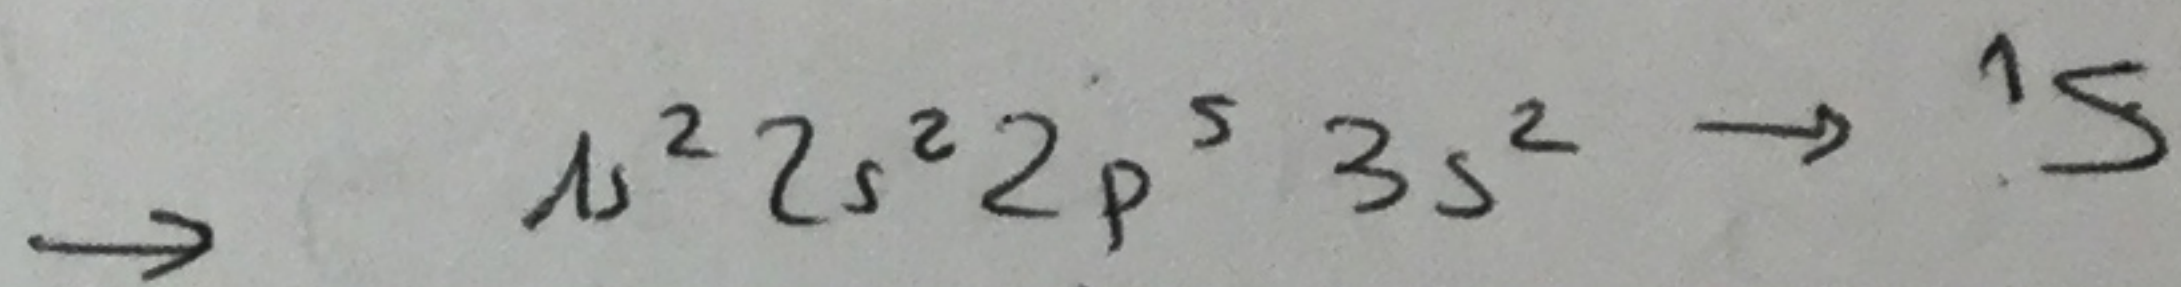 → 1s² 2s² 2p⁵ 3s² → ¹S